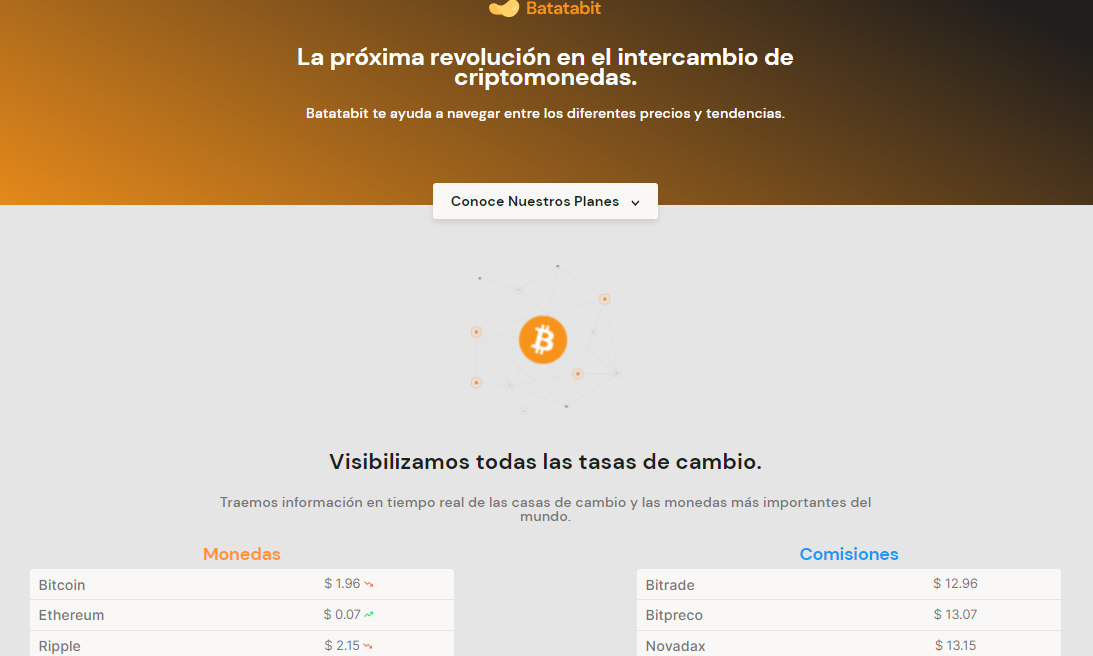 Batatabit
La próxima revolución en el intercambio de
criptomonedas.
Batatabit te ayuda a navegar entre los diferentes precios y tendencias.
Conoce Nuestros Planes
Visibilizamos todas las tasas de cambio.
Traemos información en tiempo real de las casas de cambio y las monedas más importantes del
mundo.
Monedas
Bitcoin $ 1.96
Ethereum $ 0.07
Ripple $ 2.15
Comisiones
Bitrade $ 12.96
Bitpreco $ 13.07
Novadax $ 13.15